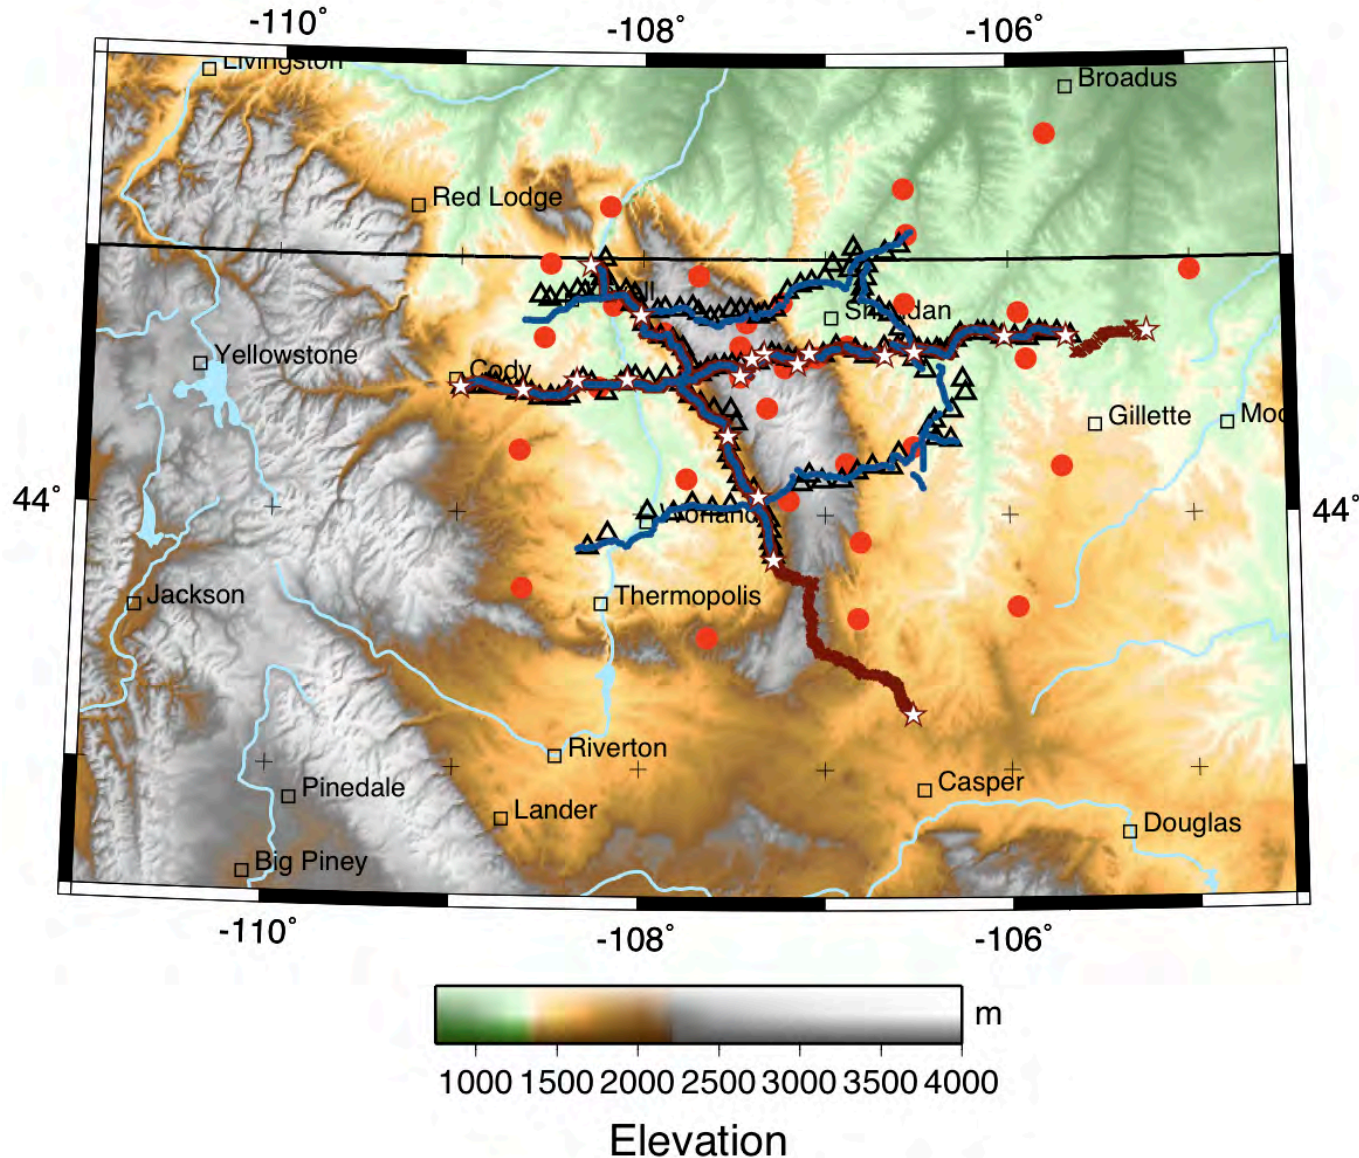 -110°
-108°
-106°
Livingston
Broadus
Red Lodge
Yellowstone
Cody
Gillette
44°
44°
Jackson
Thermopolis
Riverton
Casper
Pinedale
Lander
Douglas
Big Piney
-110°
-108°
-106°
m
1000 1500 2000 2500 3000 3500 4000
Elevation